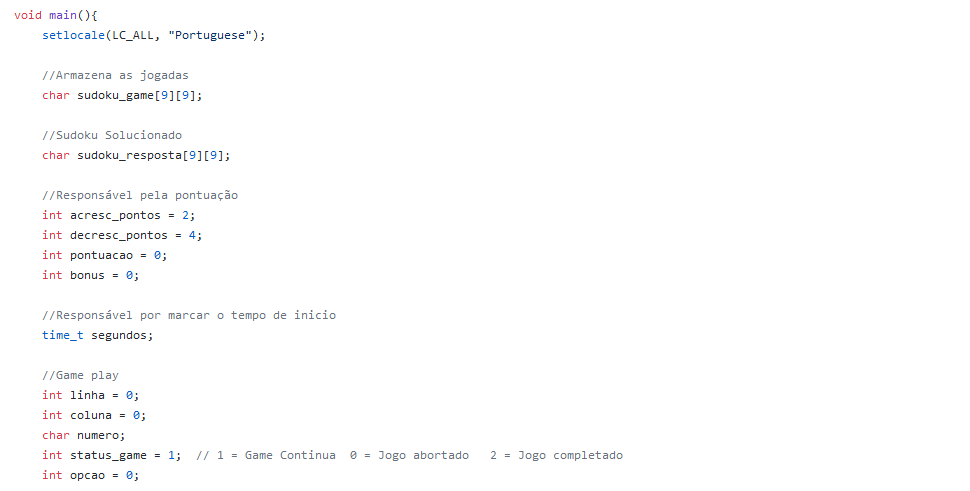 void main(){
    setlocale(LC_ALL, "Portuguese");

    //Armazena as jogadas
    char sudoku_game[9][9];

    //Sudoku Solucionado
    char sudoku_resposta[9][9];

    //Responsável pela pontuação
    int acresc_pontos = 2;
    int decresc_pontos = 4;
    int pontuacao = 0;
    int bonus = 0;

    //Responsável por marcar o tempo de inicio
    time_t segundos;

    //Game play
    int linha = 0;
    int coluna = 0;
    char numero;
    int status_game = 1;  // 1 = Game Continua  0 = Jogo abortado   2 = Jogo completado
    int opcao = 0;